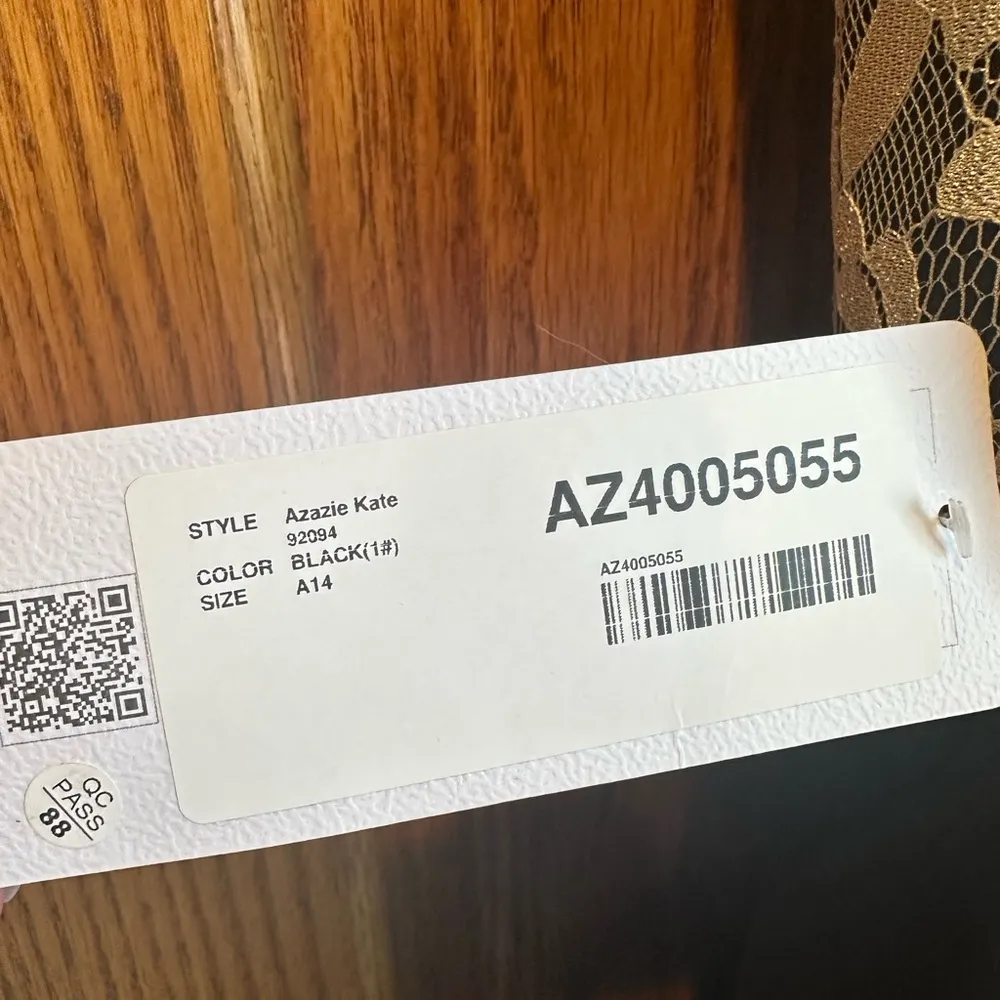 STYLE Azazie Kate
92094
COLOR BLACK(1#)
SIZE A14
AZ4005055
AZ4005055
QC
PASS
88